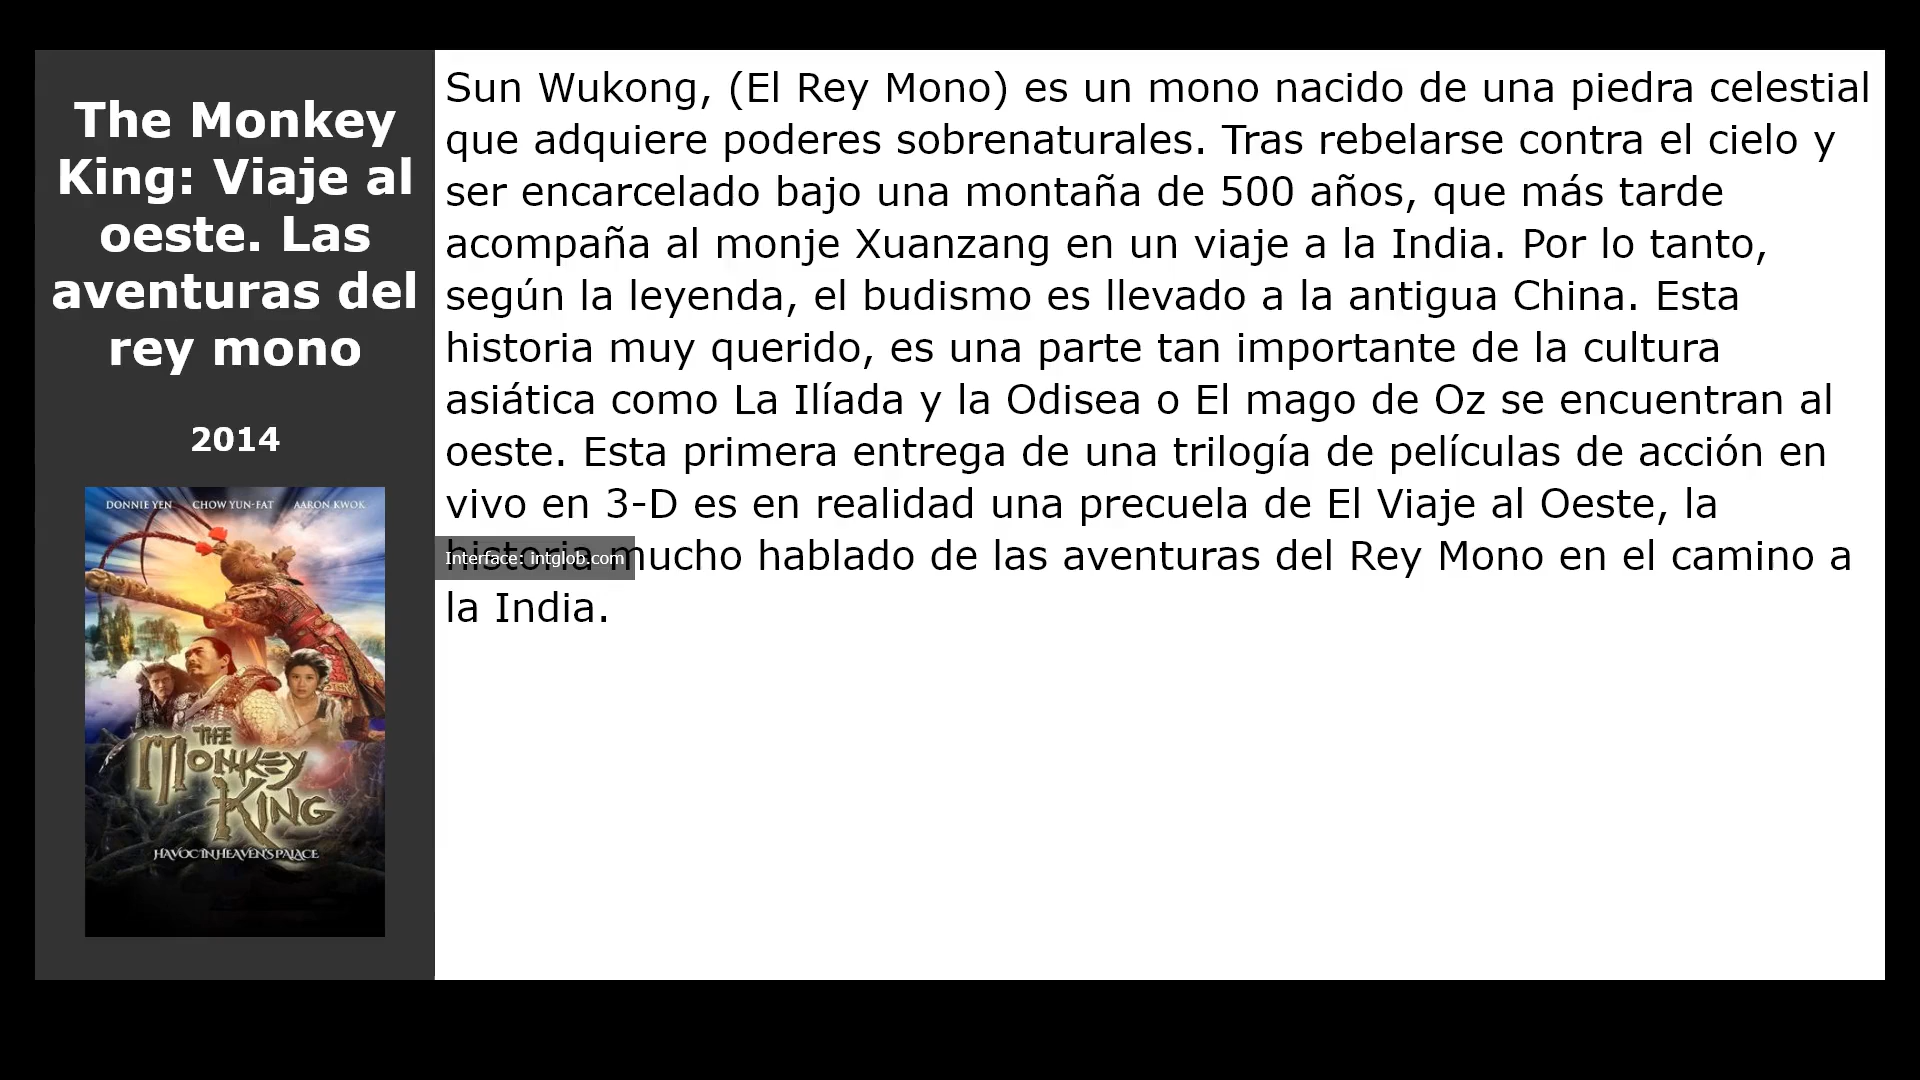 The Monkey
King: Viaje al
oeste. Las
aventuras del
rey mono
2014
DONNIE YEN CHOW YUN-FAT AARON KWOK
THE
MONKEY
KING
HAVOC IN HEAVEN'S PALACE
Sun Wukong, (El Rey Mono) es un mono nacido de una piedra celestial
que adquiere poderes sobrenaturales. Tras rebelarse contra el cielo y
ser encarcelado bajo una montaña de 500 años, que más tarde
acompaña al monje Xuanzang en un viaje a la India. Por lo tanto,
según la leyenda, el budismo es llevado a la antigua China. Esta
historia muy querido, es una parte tan importante de la cultura
asiática como La Ilíada y la Odisea o El mago de Oz se encuentran al
oeste. Esta primera entrega de una trilogía de películas de acción en
vivo en 3-D es en realidad una precuela de El Viaje al Oeste, la
historia mucho hablado de las aventuras del Rey Mono en el camino a
la India.
Interface: intglob.com